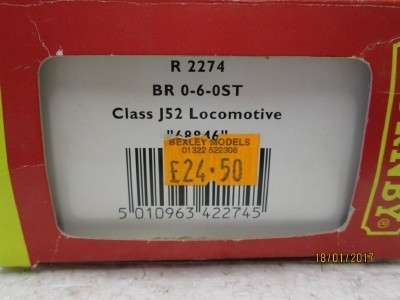 R 2274
BR 0-6-0ST
Class J52 Locomotive
"68846"
BEXLEY MODELS
01322 522308
£24·50
5 010963 422745
RNBY
®
18/01/2017